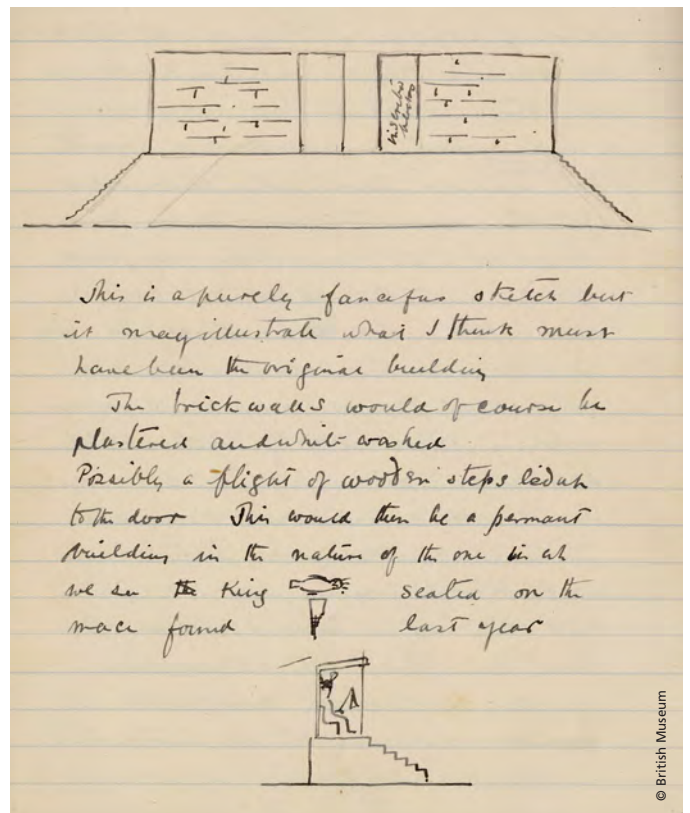 This is a purely fanciful sketch but
it may illustrate what I think must
have been the original building
The brick walls would of course be
plastered and white washed
Possibly a flight of wooden steps led up
to the door This would then be a permant
building in the nature of the one in wh
we see the King seated on the
mace found last year
© British Museum